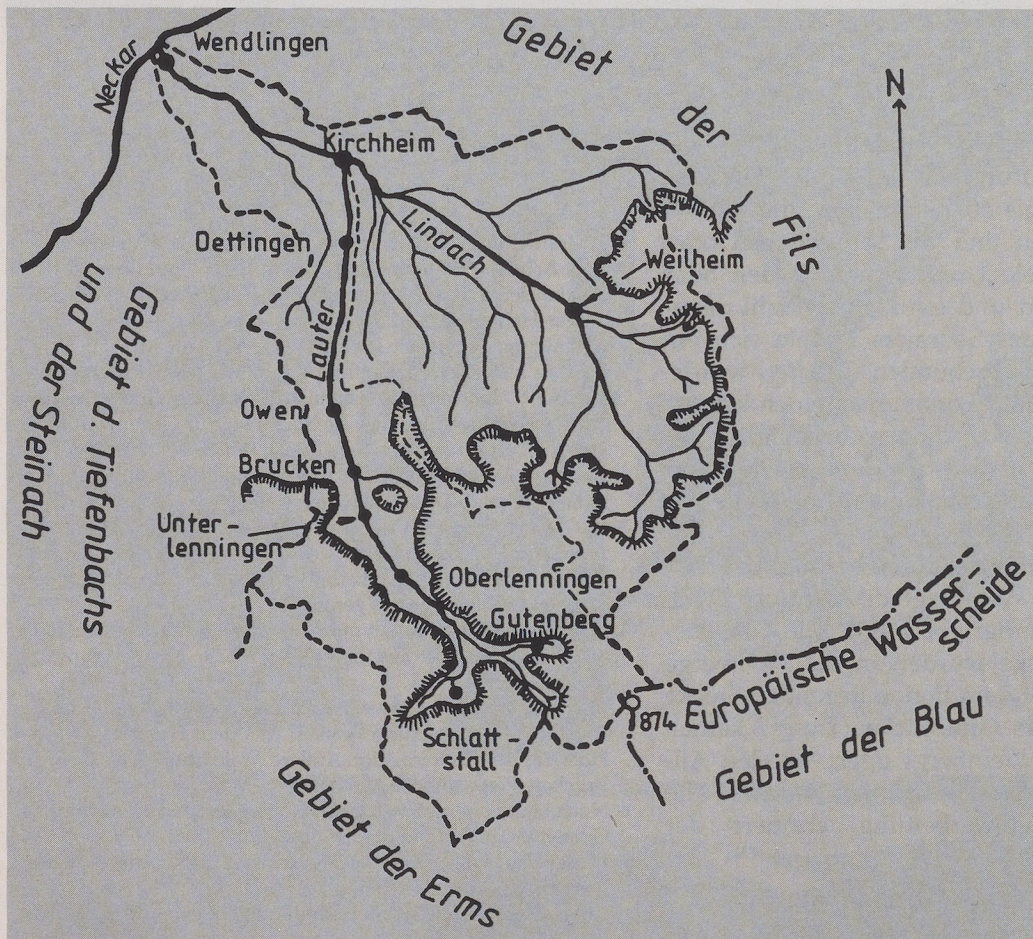 Wendlingen
Neckar
Gebiet
der
Fils
N
Kirchheim
Lindach
Weilheim
Dettingen
Lauter
Gebiet d. Tiefenbachs
und der Steinach
Owen
Brucken
Unter-
lenningen
Oberlenningen
Gutenberg
Schlatt-
stall
874
Europäische Wasser-
scheide
Gebiet der Blau
Gebiet der Erms